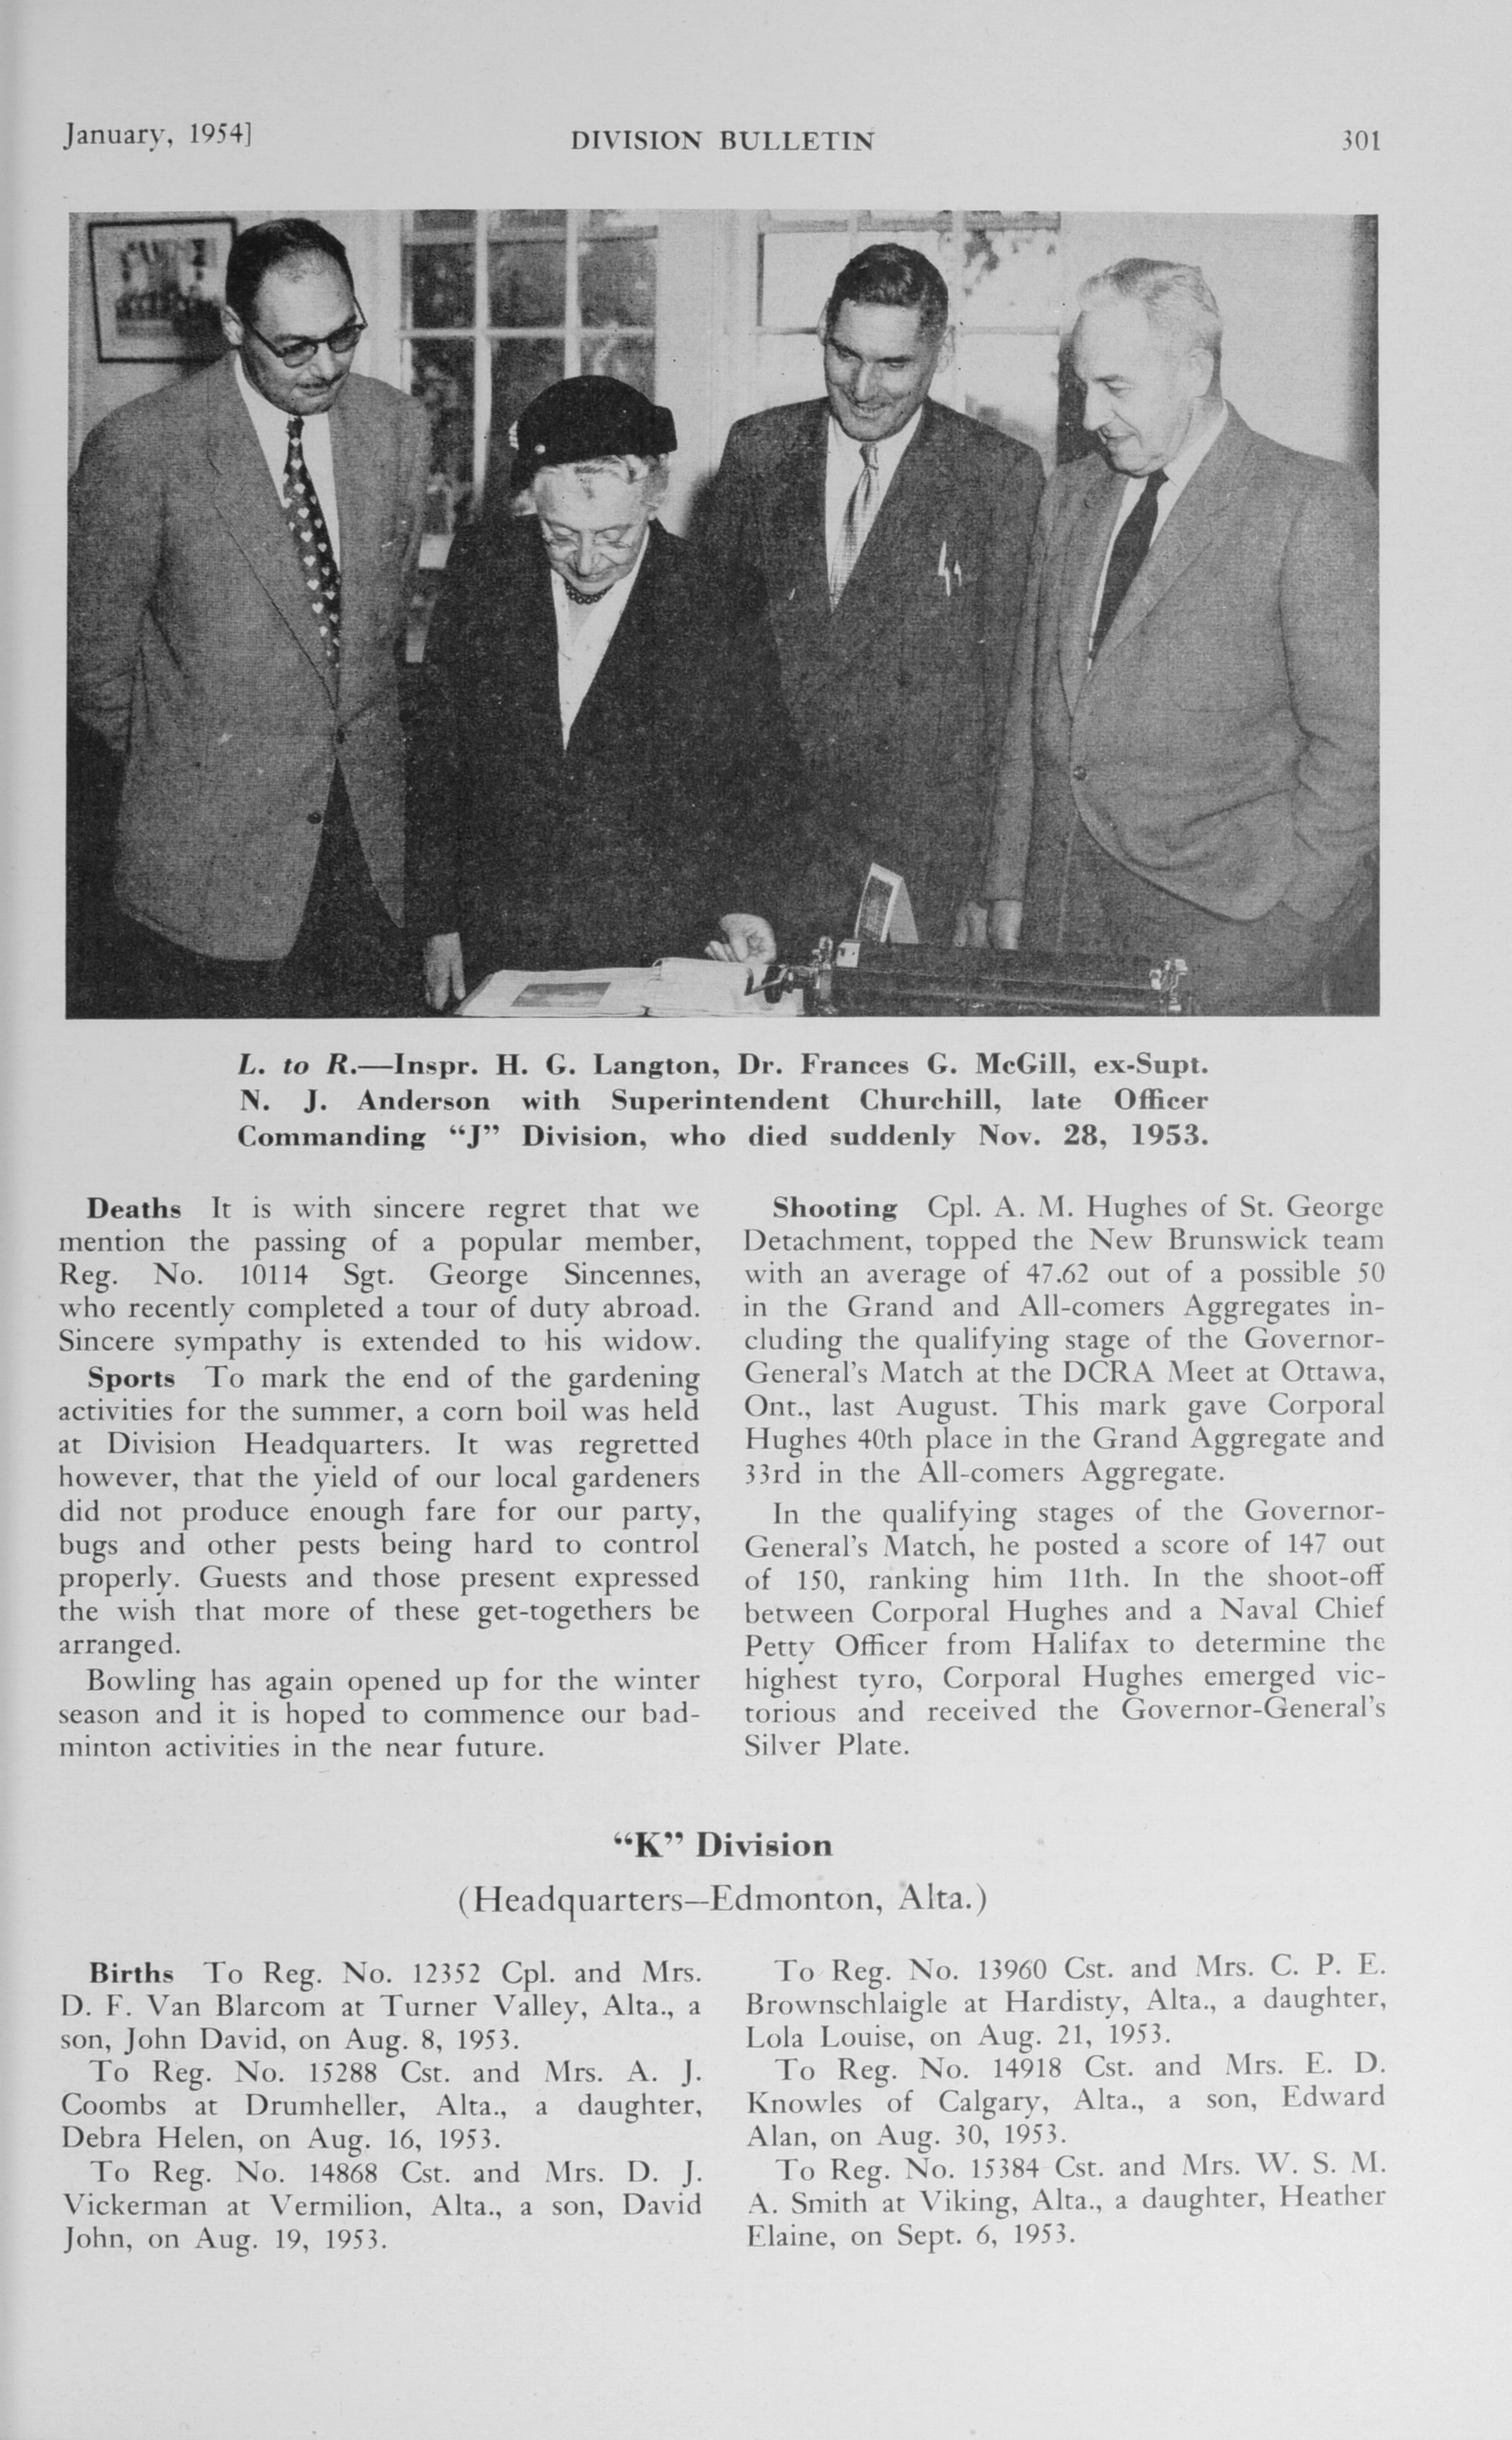 January, 1954]
DIVISION BULLETIN
301
L. to R.—Inspr. H. G. Langton, Dr. Frances G. McGill, ex-Supt.
N. J. Anderson with Superintendent Churchill, late Officer
Commanding “J” Division, who died suddenly Nov. 28, 1953.
Deaths It is with sincere regret that we
mention the passing of a popular member,
Reg. No. 10114 Sgt. George Sincennes,
who recently completed a tour of duty abroad.
Sincere sympathy is extended to his widow.
Sports To mark the end of the gardening
activities for the summer, a corn boil was held
at Division Headquarters. It was regretted
however, that the yield of our local gardeners
did not produce enough fare for our party,
bugs and other pests being hard to control
properly. Guests and those present expressed
the wish that more of these get-togethers be
arranged.
Bowling has again opened up for the winter
season and it is hoped to commence our bad-
minton activities in the near future.
Shooting Cpl. A. M. Hughes of St. George
Detachment, topped the New Brunswick team
with an average of 47.62 out of a possible 50
in the Grand and All-comers Aggregates in-
cluding the qualifying stage of the Governor-
General’s Match at the DCRA Meet at Ottawa,
Ont., last August. This mark gave Corporal
Hughes 40th place in the Grand Aggregate and
33rd in the All-comers Aggregate.
In the qualifying stages of the Governor-
General’s Match, he posted a score of 147 out
of 150, ranking him 11th. In the shoot-off
between Corporal Hughes and a Naval Chief
Petty Officer from Halifax to determine the
highest tyro, Corporal Hughes emerged vic-
torious and received the Governor-General’s
Silver Plate.
“K” Division
(Headquarters—Edmonton, Alta.)
Births To Reg. No. 12352 Cpl. and Mrs.
D. F. Van Blarcom at Turner Valley, Alta., a
son, John David, on Aug. 8, 1953.
To Reg. No. 15288 Cst. and Mrs. A. J.
Coombs at Drumheller, Alta., a daughter,
Debra Helen, on Aug. 16, 1953.
To Reg. No. 14868 Cst. and Mrs. D. J.
Vickerman at Vermilion, Alta., a son, David
John, on Aug. 19, 1953.
To Reg. No. 13960 Cst. and Mrs. C. P. E.
Brownschlaigle at Hardisty, Alta., a daughter,
Lola Louise, on Aug. 21, 1953.
To Reg. No. 14918 Cst. and Mrs. E. D.
Knowles of Calgary, Alta., a son, Edward
Alan, on Aug. 30, 1953.
To Reg. No. 15384 Cst. and Mrs. W. S. M.
A. Smith at Viking, Alta., a daughter, Heather
Elaine, on Sept. 6, 1953.